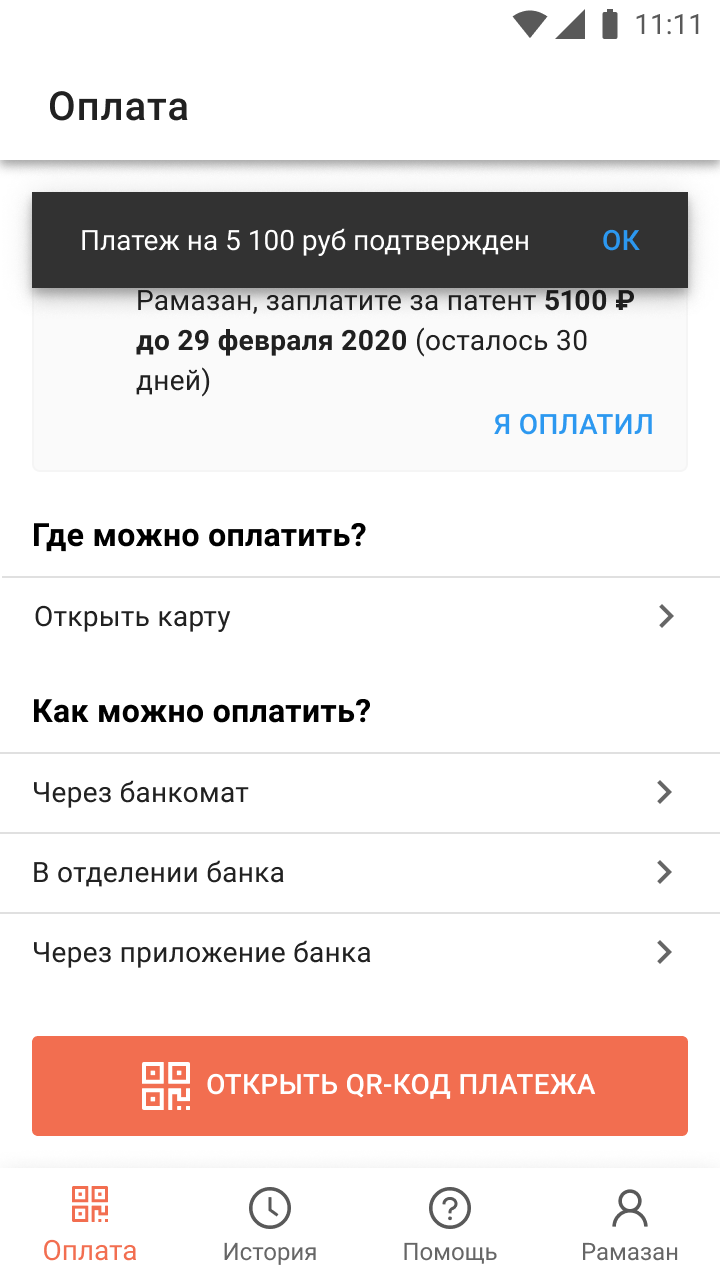 11:11
Оплата
Платеж на 5 100 руб подтвержден
ОК
Рамазан, заплатите за патент 5100 ₽
до 29 февраля 2020 (осталось 30
дней)
Я ОПЛАТИЛ
Где можно оплатить?
Открыть карту
Как можно оплатить?
Через банкомат
В отделении банка
Через приложение банка
ОТКРЫТЬ QR-КОД ПЛАТЕЖА
Оплата
История
Помощь
Рамазан